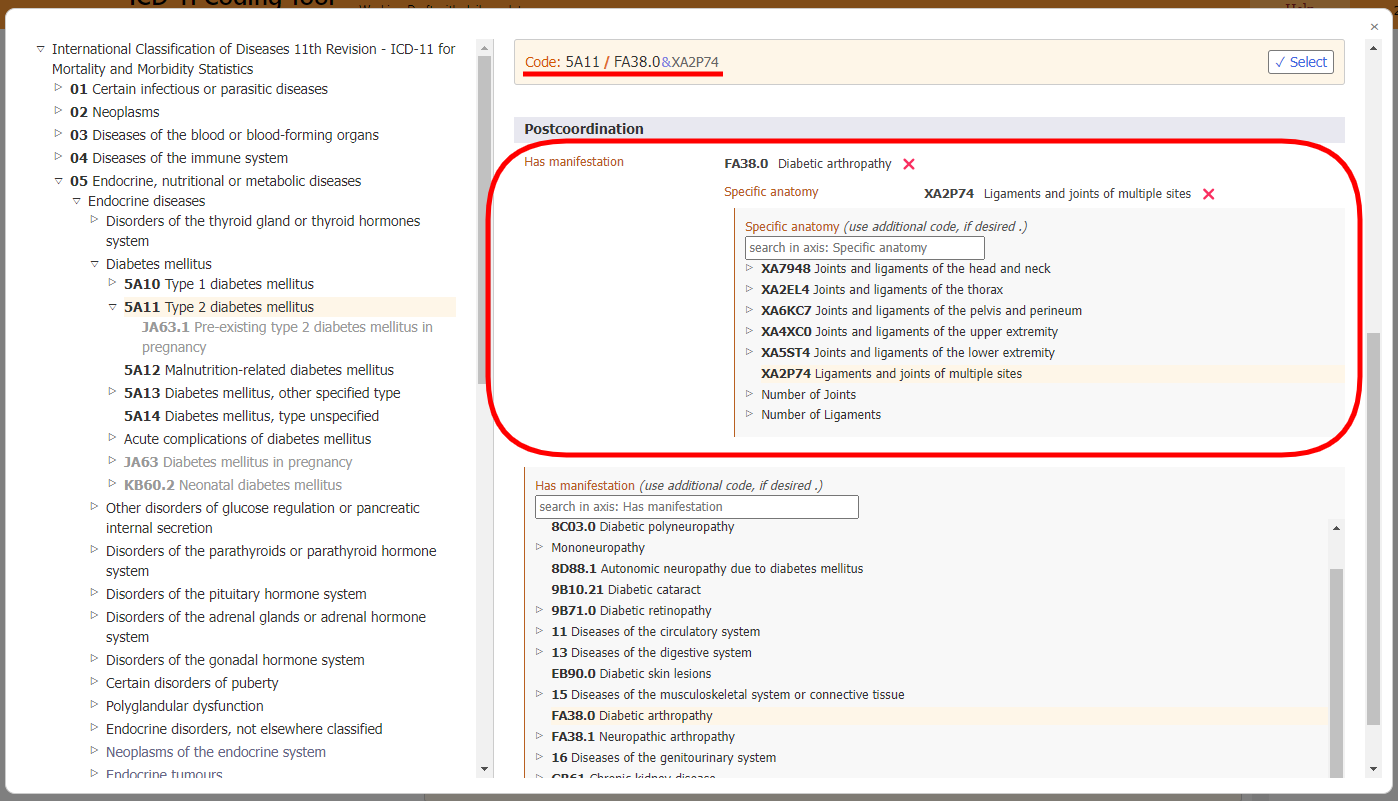 ICD-11 Coding Tool
Help
×
International Classification of Diseases 11th Revision - ICD-11 for
Mortality and Morbidity Statistics
01 Certain infectious or parasitic diseases
02 Neoplasms
03 Diseases of the blood or blood-forming organs
04 Diseases of the immune system
05 Endocrine, nutritional or metabolic diseases
Endocrine diseases
Disorders of the thyroid gland or thyroid hormones
system
Diabetes mellitus
5A10 Type 1 diabetes mellitus
5A11 Type 2 diabetes mellitus
JA63.1 Pre-existing type 2 diabetes mellitus in
pregnancy
5A12 Malnutrition-related diabetes mellitus
5A13 Diabetes mellitus, other specified type
5A14 Diabetes mellitus, type unspecified
Acute complications of diabetes mellitus
JA63 Diabetes mellitus in pregnancy
KB60.2 Neonatal diabetes mellitus
Other disorders of glucose regulation or pancreatic
internal secretion
Disorders of the parathyroids or parathyroid hormone
system
Disorders of the pituitary hormone system
Disorders of the adrenal glands or adrenal hormone
system
Disorders of the gonadal hormone system
Certain disorders of puberty
Polyglandular dysfunction
Endocrine disorders, not elsewhere classified
Neoplasms of the endocrine system
Endocrine tumours
Code: 5A11 / FA38.0&XA2P74
✓ Select
Postcoordination
Has manifestation
FA38.0 Diabetic arthropathy
Specific anatomy
XA2P74 Ligaments and joints of multiple sites
Specific anatomy (use additional code, if desired .)
search in axis: Specific anatomy
XA7948 Joints and ligaments of the head and neck
XA2EL4 Joints and ligaments of the thorax
XA6KC7 Joints and ligaments of the pelvis and perineum
XA4XC0 Joints and ligaments of the upper extremity
XA5ST4 Joints and ligaments of the lower extremity
XA2P74 Ligaments and joints of multiple sites
Number of Joints
Number of Ligaments
Has manifestation (use additional code, if desired .)
search in axis: Has manifestation
8C03.0 Diabetic polyneuropathy
Mononeuropathy
8D88.1 Autonomic neuropathy due to diabetes mellitus
9B10.21 Diabetic cataract
9B71.0 Diabetic retinopathy
11 Diseases of the circulatory system
13 Diseases of the digestive system
EB90.0 Diabetic skin lesions
15 Diseases of the musculoskeletal system or connective tissue
FA38.0 Diabetic arthropathy
FA38.1 Neuropathic arthropathy
16 Diseases of the genitourinary system
GB61 Chronic kidney disease